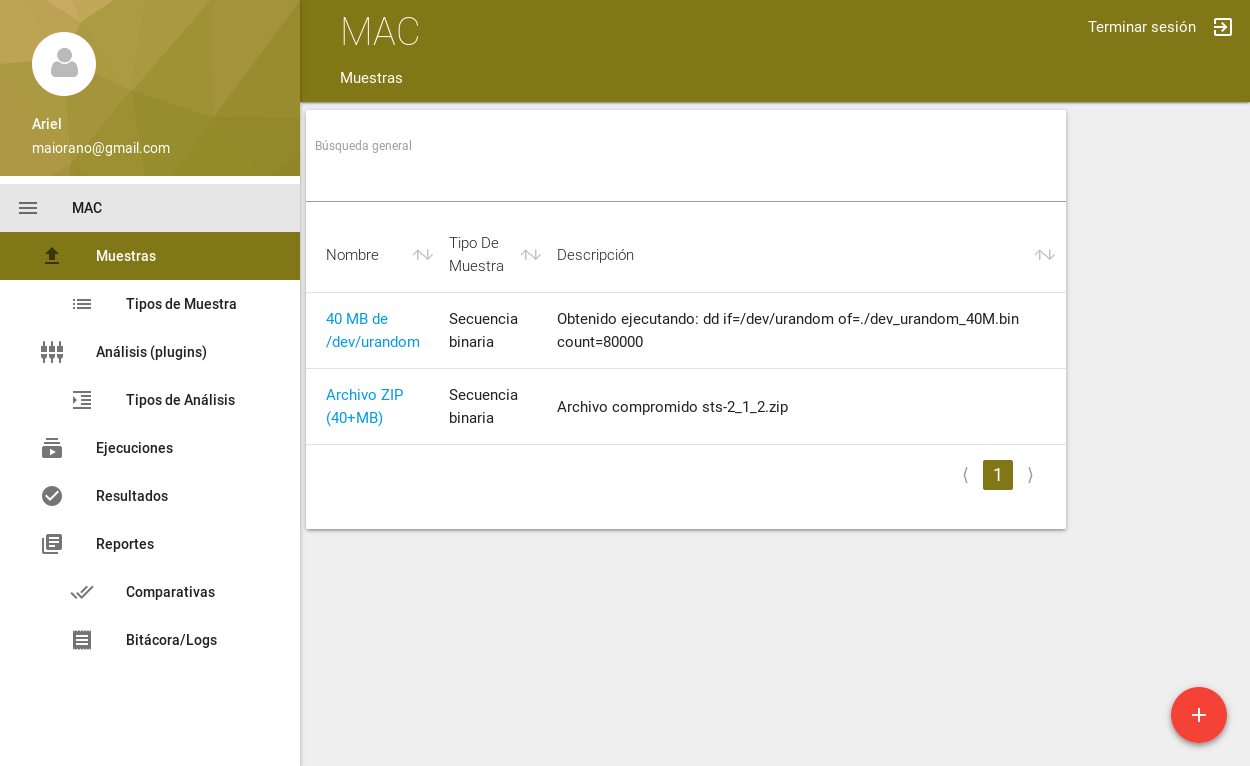 Ariel
maiorano@gmail.com
MAC
Muestras
Tipos de Muestra
Análisis (plugins)
Tipos de Análisis
Ejecuciones
Resultados
Reportes
Comparativas
Bitácora/Logs
MAC
Terminar sesión
Muestras
Búsqueda general
Nombre
Tipo De
Muestra
Descripción
40 MB de
/dev/urandom
Secuencia
binaria
Obtenido ejecutando: dd if=/dev/urandom of=./dev_urandom_40M.bin
count=80000
Archivo ZIP
(40+MB)
Secuencia
binaria
Archivo compromido sts-2_1_2.zip
⟨ 1 ⟩